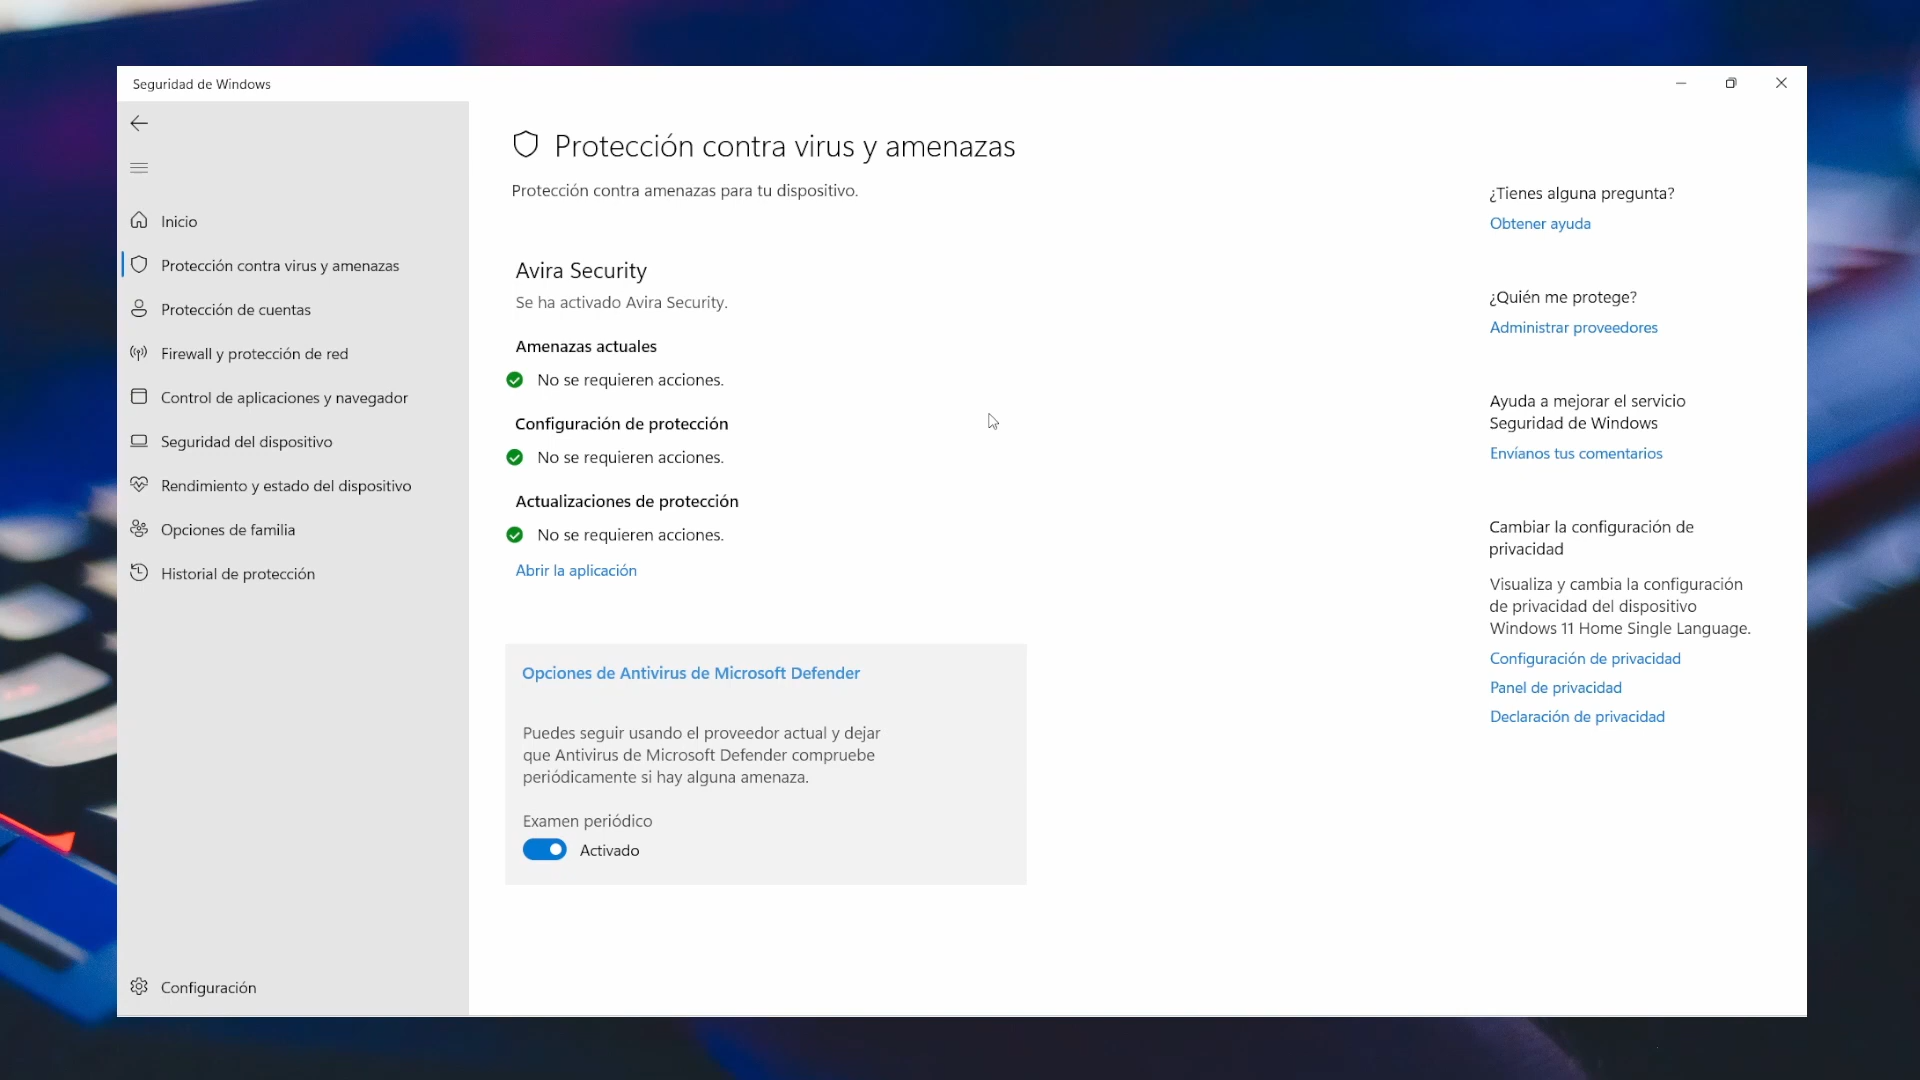 Seguridad de Windows
Inicio
Protección contra virus y amenazas
Protección de cuentas
Firewall y protección de red
Control de aplicaciones y navegador
Seguridad del dispositivo
Rendimiento y estado del dispositivo
Opciones de familia
Historial de protección
Configuración
Protección contra virus y amenazas
Protección contra amenazas para tu dispositivo.
Avira Security
Se ha activado Avira Security.
Amenazas actuales
No se requieren acciones.
Configuración de protección
No se requieren acciones.
Actualizaciones de protección
No se requieren acciones.
Abrir la aplicación
Opciones de Antivirus de Microsoft Defender
Puedes seguir usando el proveedor actual y dejar
que Antivirus de Microsoft Defender compruebe
periódicamente si hay alguna amenaza.
Examen periódico
Activado
¿Tienes alguna pregunta?
Obtener ayuda
¿Quién me protege?
Administrar proveedores
Ayuda a mejorar el servicio
Seguridad de Windows
Envíanos tus comentarios
Cambiar la configuración de
privacidad
Visualiza y cambia la configuración
de privacidad del dispositivo
Windows 11 Home Single Language.
Configuración de privacidad
Panel de privacidad
Declaración de privacidad